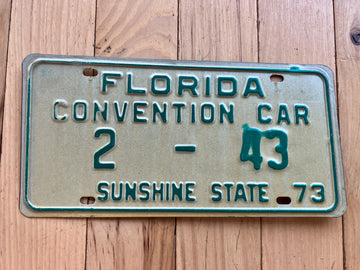 FLORIDA
CONVENTION CAR
2 - 43
SUNSHINE STATE 73